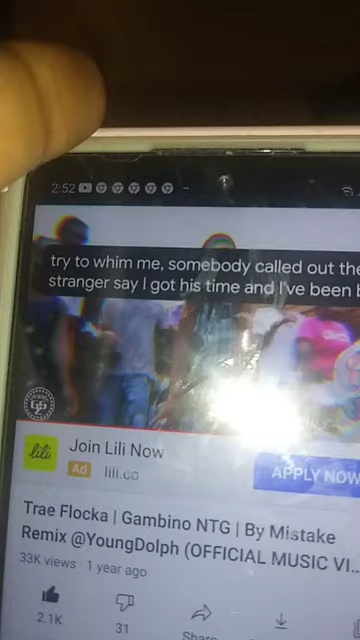 2:52
try to whim me, somebody called out the
stranger say I got his time and I've been
lili
Join Lili Now
Ad lili.co
APPLY NOW
Trae Flocka | Gambino NTG | By Mistake
Remix @YoungDolph (OFFICIAL MUSIC VI...
33K views · 1 year ago
2.1K
31
Share